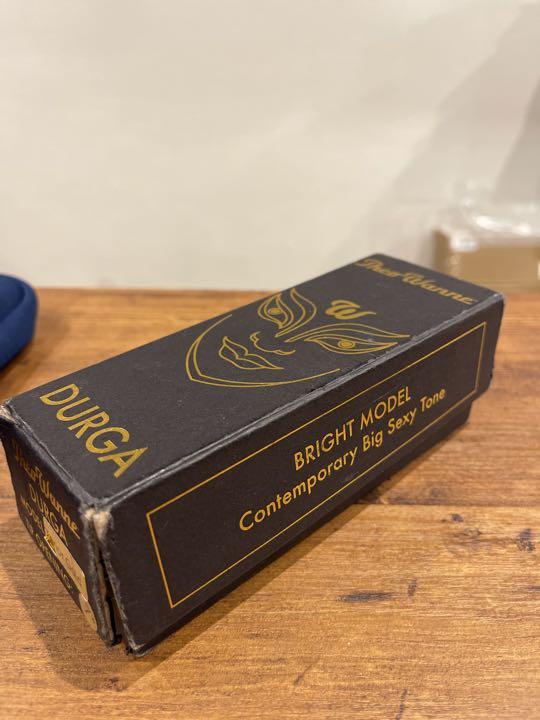 Theo Wanne
W
DURGA
BRIGHT MODEL
Contemporary Big Sexy Tone
Theo Wanne
DURGA